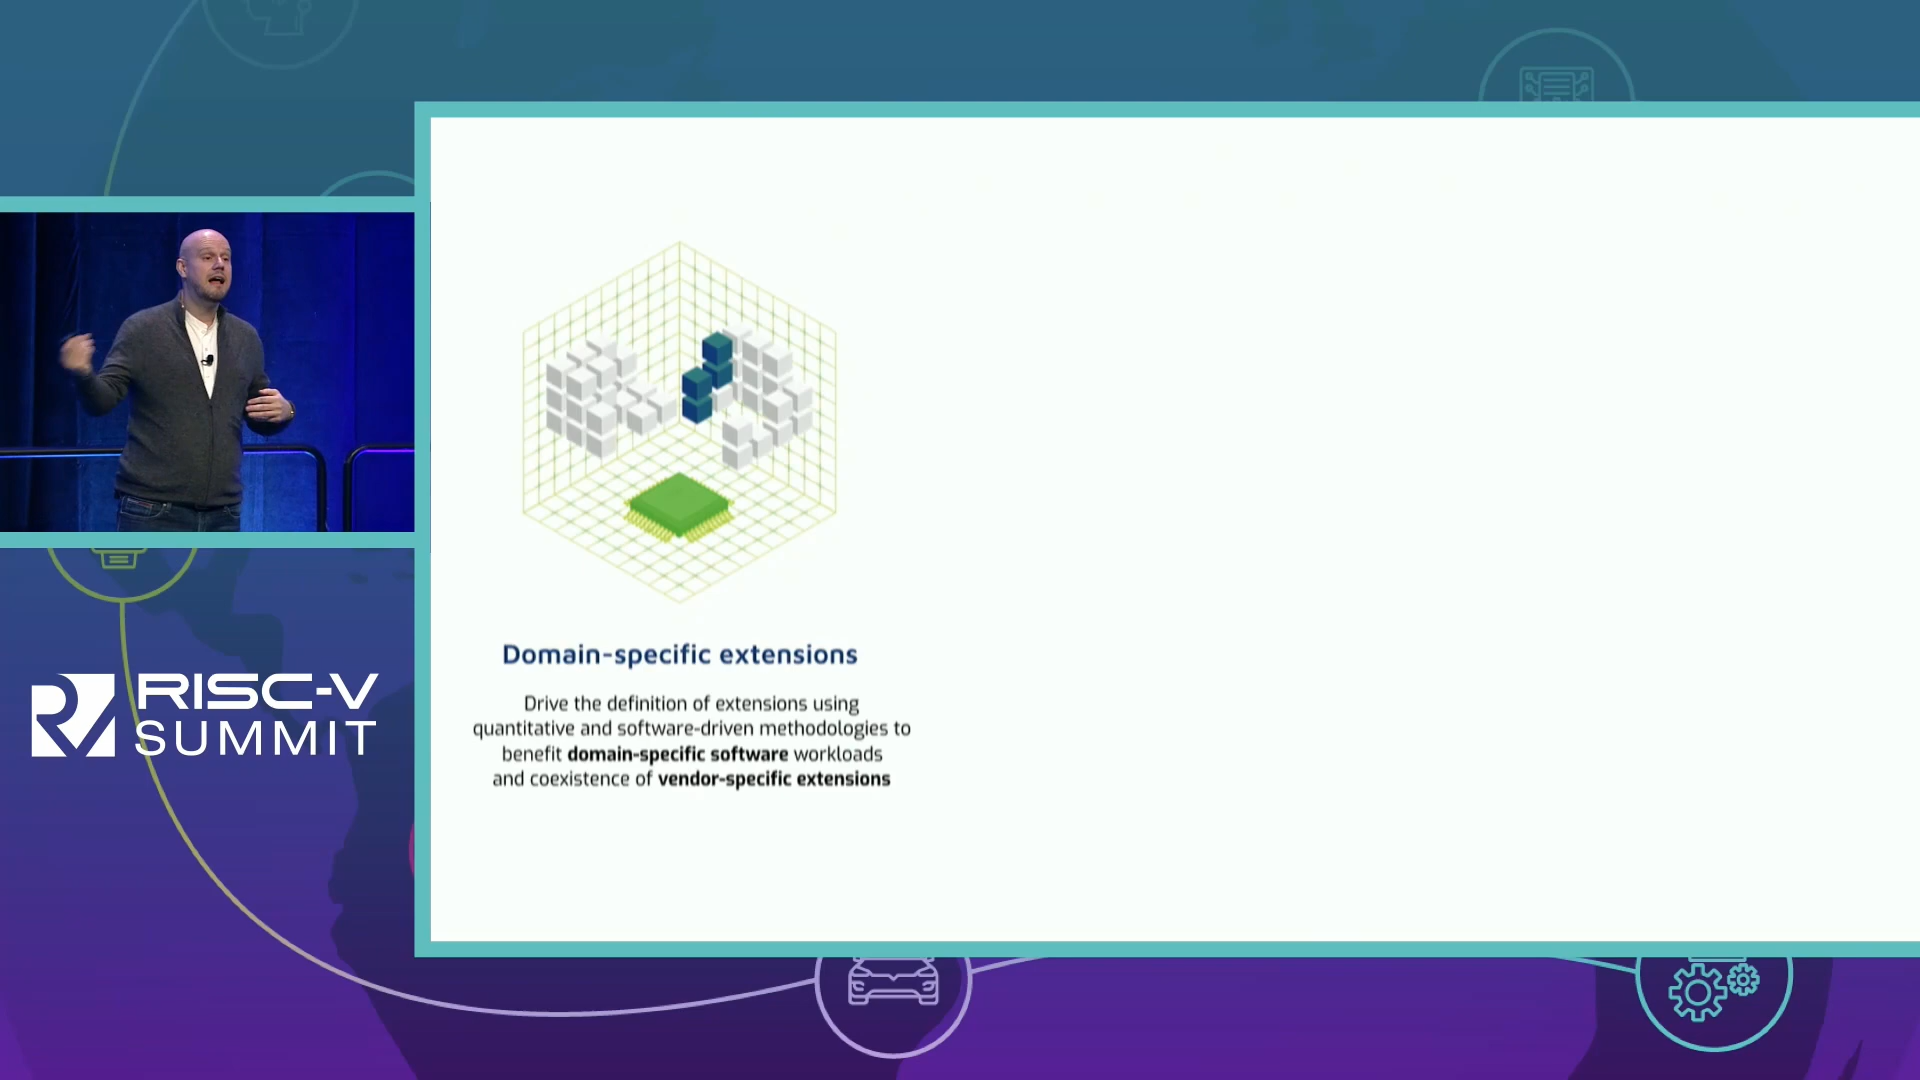 RISC-V
SUMMIT
Domain-specific extensions
Drive the definition of extensions using
quantitative and software-driven methodologies to
benefit domain-specific software workloads
and coexistence of vendor-specific extensions